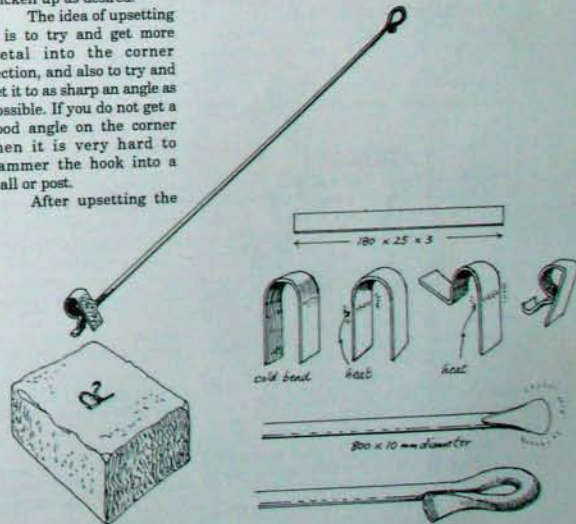 The idea of upsetting
is to try and get more
etal into the corner
ection, and also to try and
et it to as sharp an angle as
ossible. If you do not get a
ood angle on the corner
hen it is very hard to
ammer the hook into a
all or post.
After upsetting the
180 x 25 x 3
cold bend
heat
heat
800 x 10 mm diameter